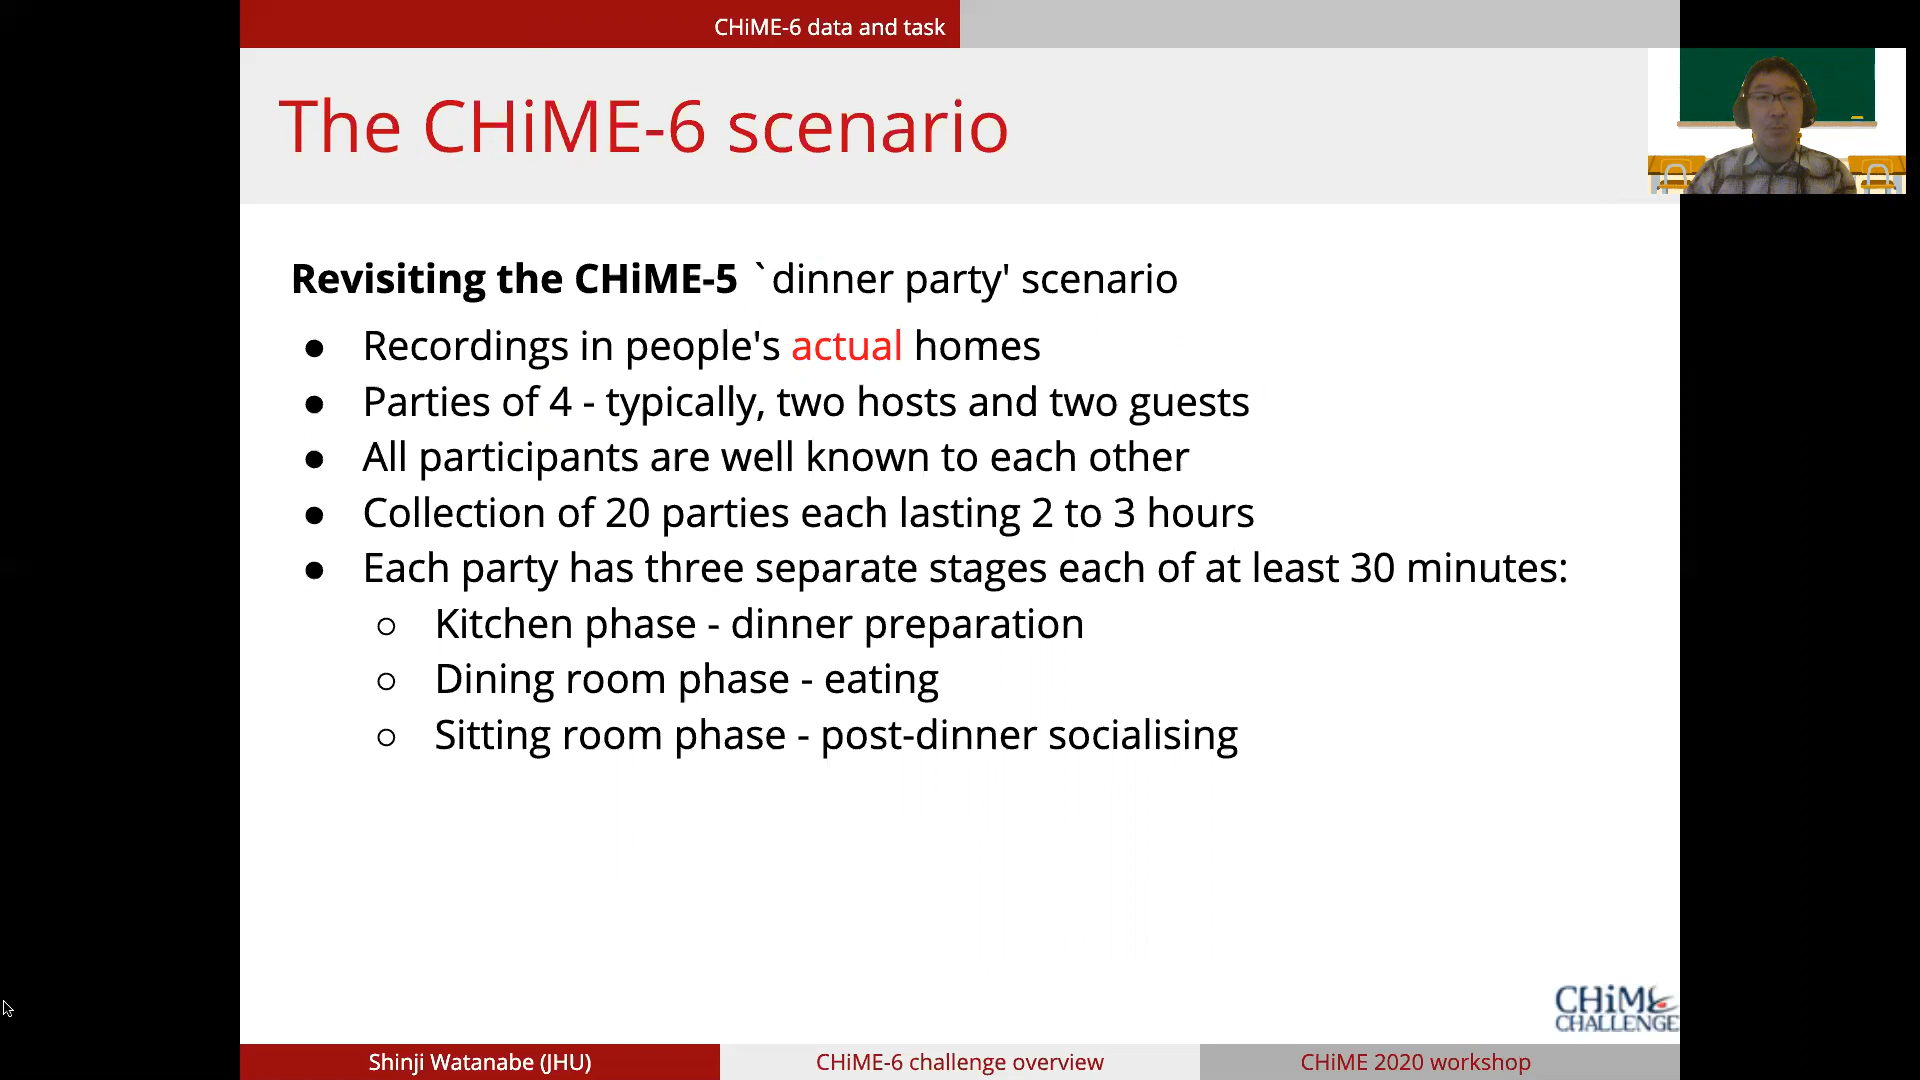 CHiME-6 data and task
The CHiME-6 scenario
Revisiting the CHiME-5 `dinner party' scenario
● Recordings in people's actual homes
● Parties of 4 - typically, two hosts and two guests
● All participants are well known to each other
● Collection of 20 parties each lasting 2 to 3 hours
● Each party has three separate stages each of at least 30 minutes:
○ Kitchen phase - dinner preparation
○ Dining room phase - eating
○ Sitting room phase - post-dinner socialising
CHiME
CHALLENGE
Shinji Watanabe (JHU)
CHiME-6 challenge overview
CHiME 2020 workshop